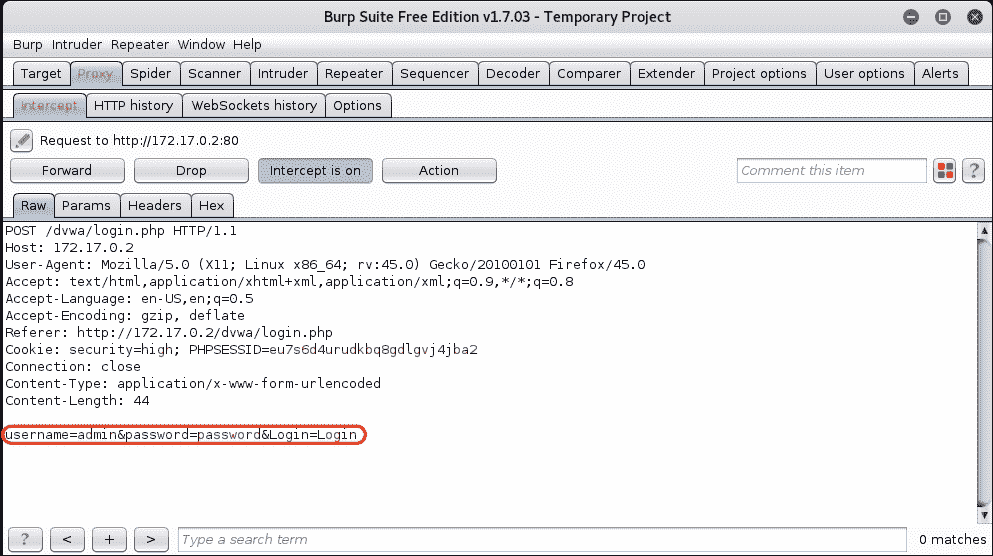 Burp Suite Free Edition v1.7.03 - Temporary Project
Burp Intruder Repeater Window Help
Target Proxy Spider Scanner Intruder Repeater Sequencer Decoder Comparer Extender Project options User options Alerts
Intercept HTTP history WebSockets history Options
Request to http://172.17.0.2:80
Forward Drop Intercept is on Action Comment this item ?
Raw Params Headers Hex
POST /dvwa/login.php HTTP/1.1
Host: 172.17.0.2
User-Agent: Mozilla/5.0 (X11; Linux x86_64; rv:45.0) Gecko/20100101 Firefox/45.0
Accept: text/html,application/xhtml+xml,application/xml;q=0.9,*/*;q=0.8
Accept-Language: en-US,en;q=0.5
Accept-Encoding: gzip, deflate
Referer: http://172.17.0.2/dvwa/login.php
Cookie: security=high; PHPSESSID=eu7s6d4urudkbq8gdlgvj4jba2
Connection: close
Content-Type: application/x-www-form-urlencoded
Content-Length: 44
username=admin&password=password&Login=Login
? < + > Type a search term 0 matches